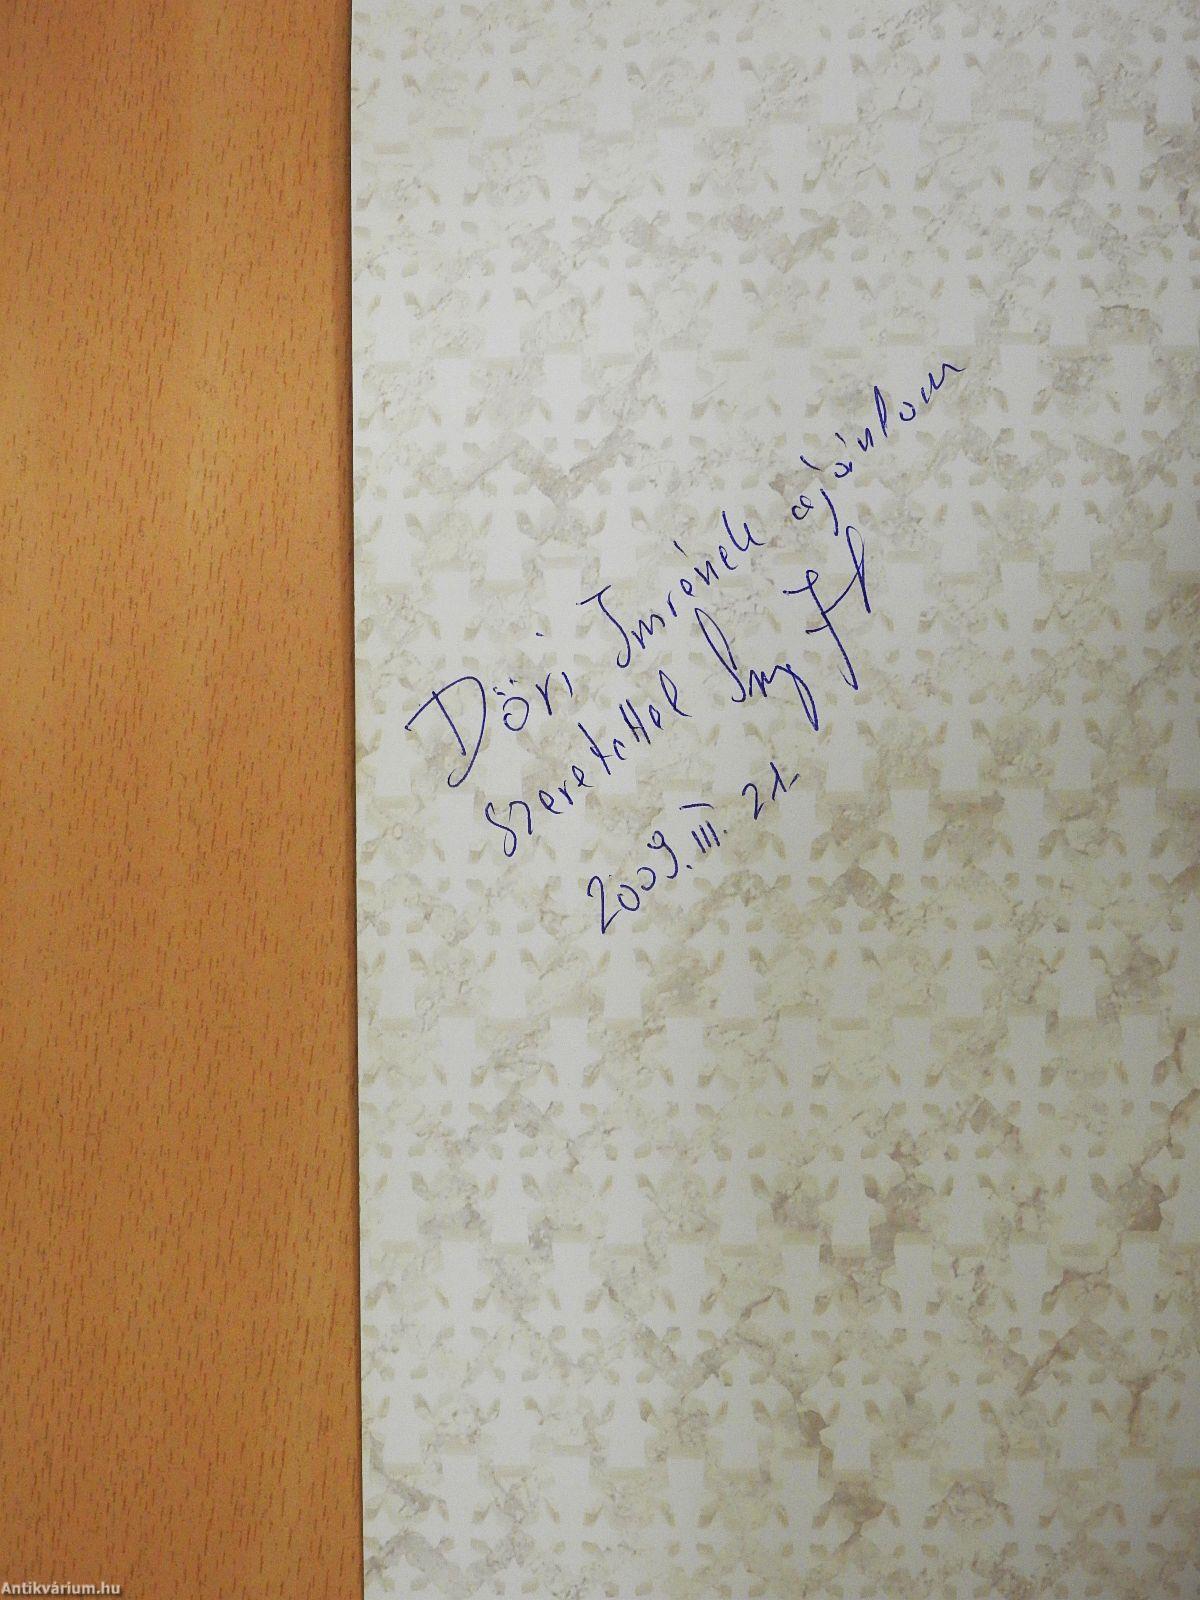 Döri Imrének ajánlom
szeretettel
2009. III. 21.
Antikvárium.hu